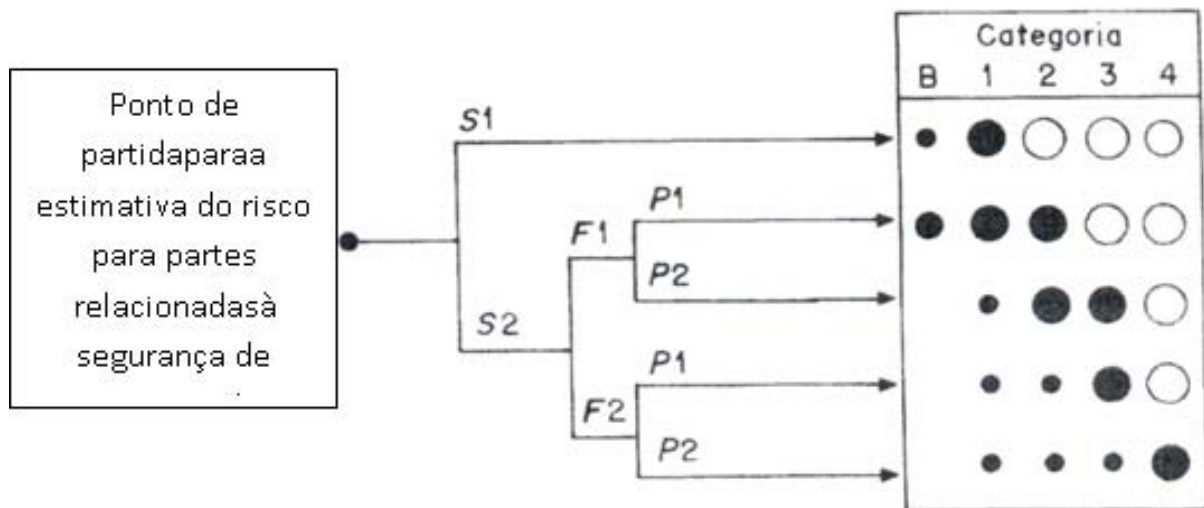 Ponto de
partidaparaa
estimativa do risco
para partes
relacionadasà
segurança de
Categoria
B 1 2 3 4
S1
P1
F1
P2
S2
P1
F2
P2